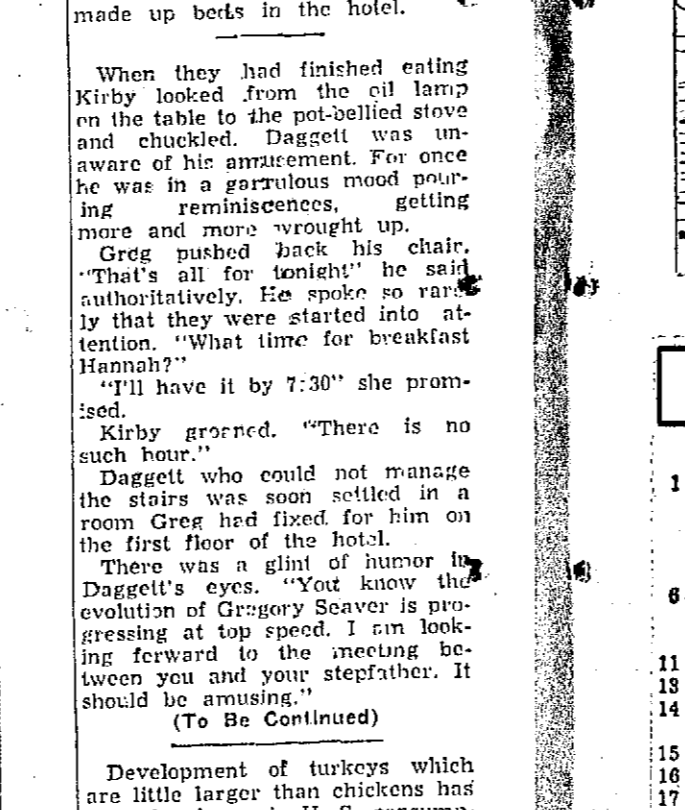 made up beds in the hotel.
When they had finished eating
Kirby looked from the oil lamp
on the table to the pot-bellied stove
and chuckled. Daggett was un-
aware of his amusement. For once
he was in a garrulous mood pour-
ing reminiscences, getting
more and more wrought up.
Greg pushed back his chair.
"That's all for tonight" he said
authoritatively. He spoke so rare-
ly that they were started into at-
tention. "What time for breakfast
Hannah?"
"I'll have it by 7:30" she prom-
ised.
Kirby groaned. "There is no
such hour."
Daggett who could not manage
the stairs was soon settled in a
room Greg had fixed for him on
the first floor of the hotel.
There was a glint of humor in
Daggett's eyes. "You know the
evolution of Gregory Seaver is pro-
gressing at top speed. I am look-
ing forward to the meeting be-
tween you and your stepfather. It
should be amusing."
(To Be Continued)
Development of turkeys which
are little larger than chickens has
1
6
11
13
14
15
16
17